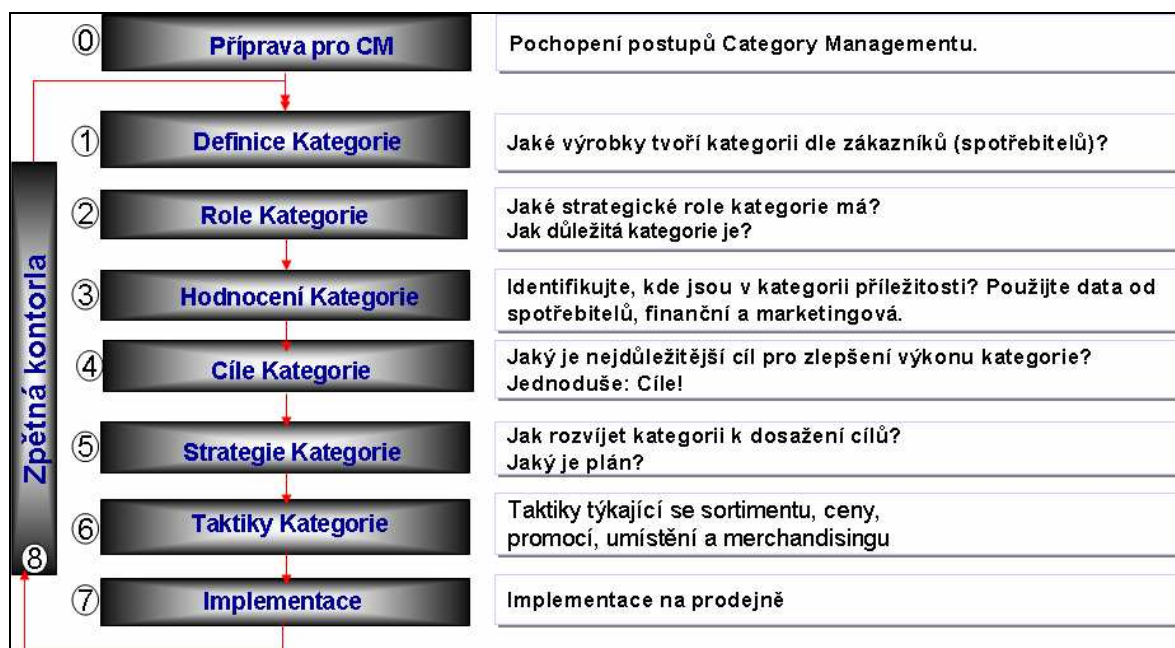 0
Příprava pro CM
Pochopení postupů Category Managementu.
1
Definice Kategorie
Jaké výrobky tvoří kategorii dle zákazníků (spotřebitelů)?
2
Role Kategorie
Jaké strategické role kategorie má?
Jak důležitá kategorie je?
3
Hodnocení Kategorie
Identifikujte, kde jsou v kategorii příležitosti? Použijte data od
spotřebitelů, finanční a marketingová.
4
Cíle Kategorie
Jaký je nejdůležitější cíl pro zlepšení výkonu kategorie?
Jednoduše: Cíle!
5
Strategie Kategorie
Jak rozvíjet kategorii k dosažení cílů?
Jaký je plán?
6
Taktiky Kategorie
Taktiky týkající se sortimentu, ceny,
promocí, umístění a merchandisingu
7
Implementace
Implementace na prodejně
8
Zpětná kontorla